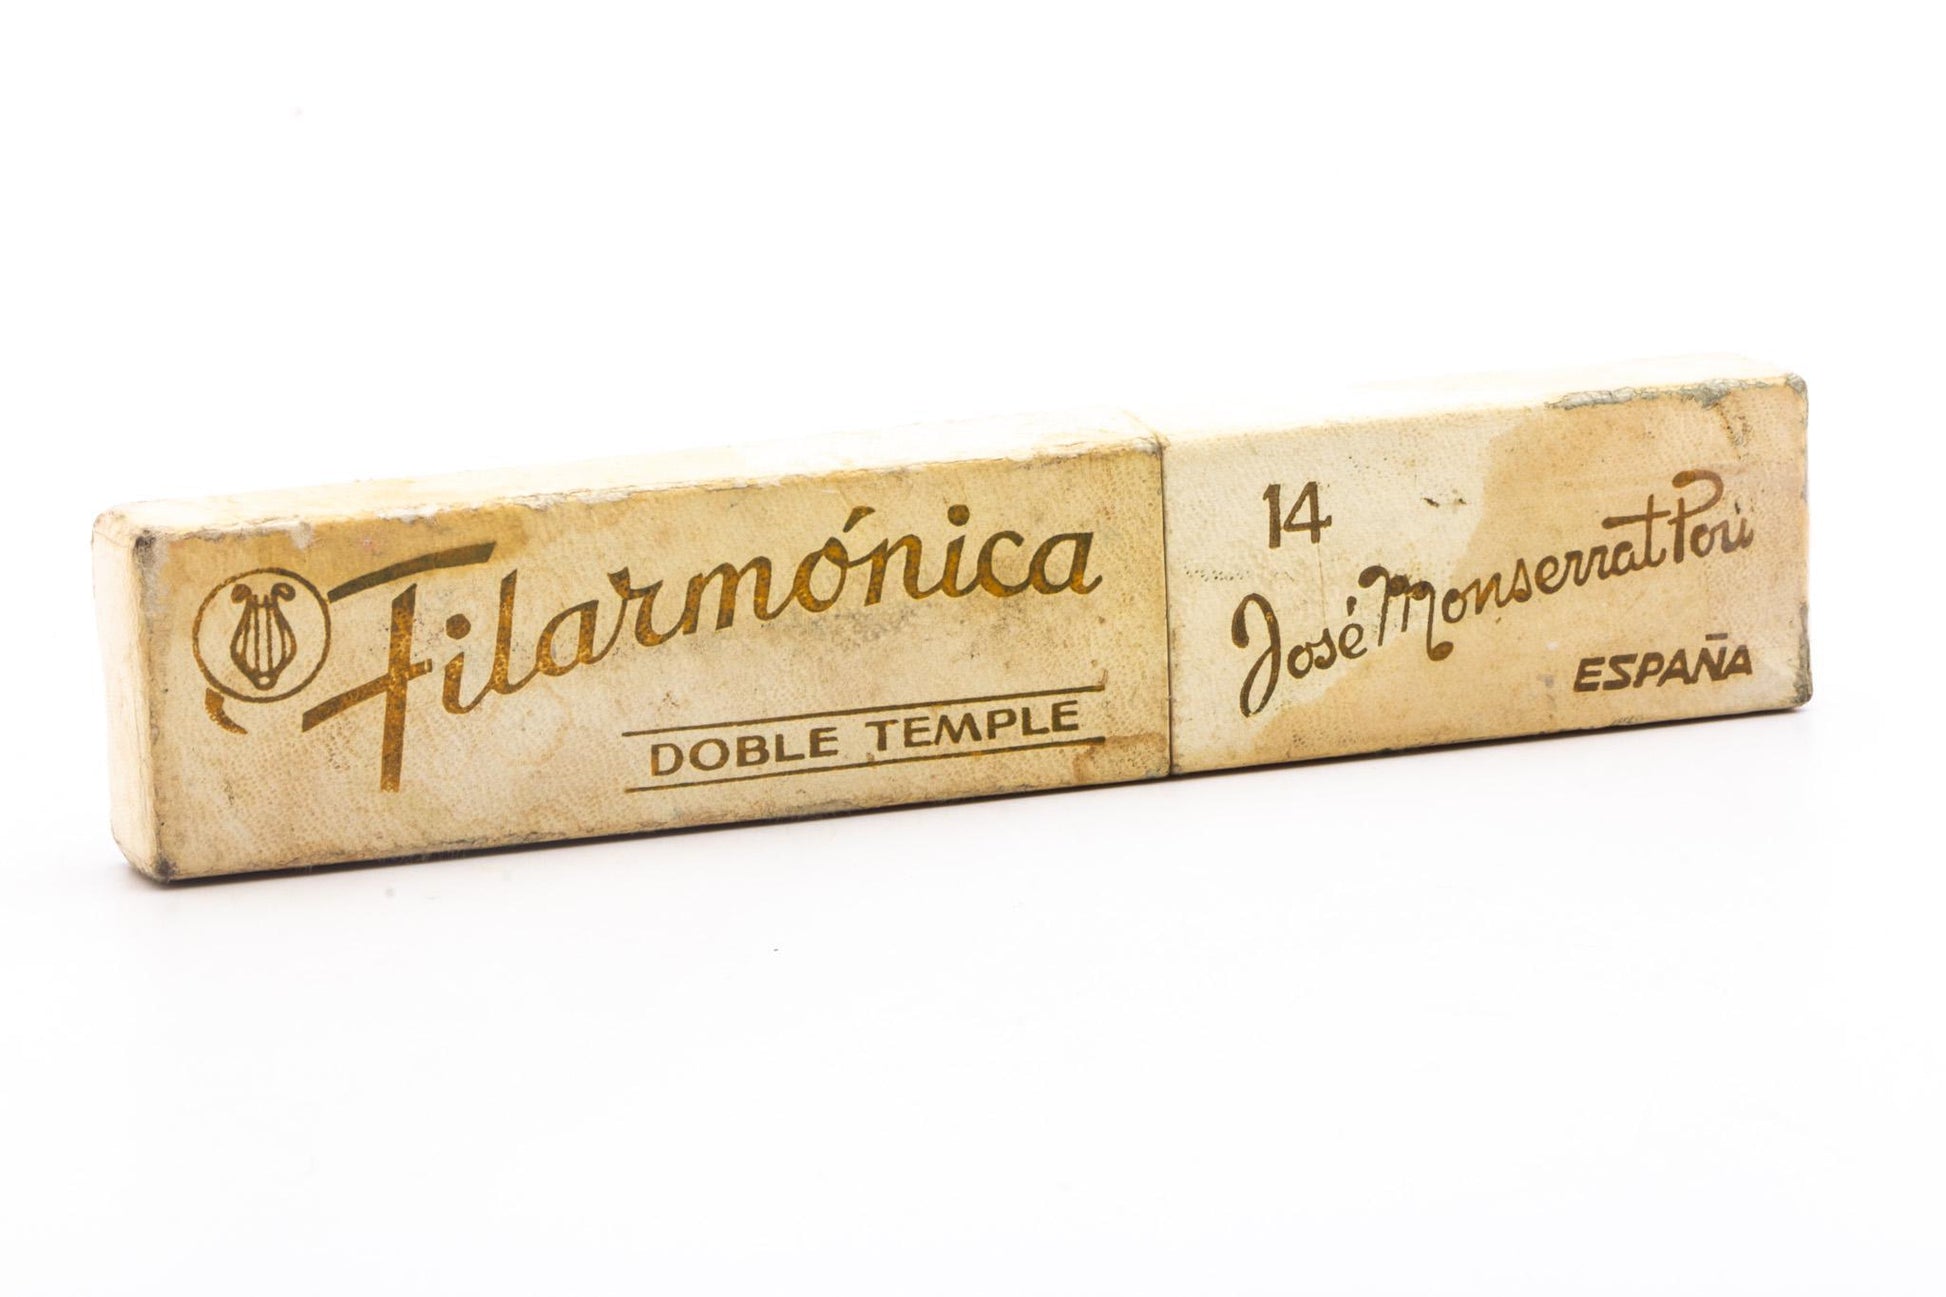 Filarmónica
DOBLE TEMPLE
14
José Monserrat Pou
ESPAÑA